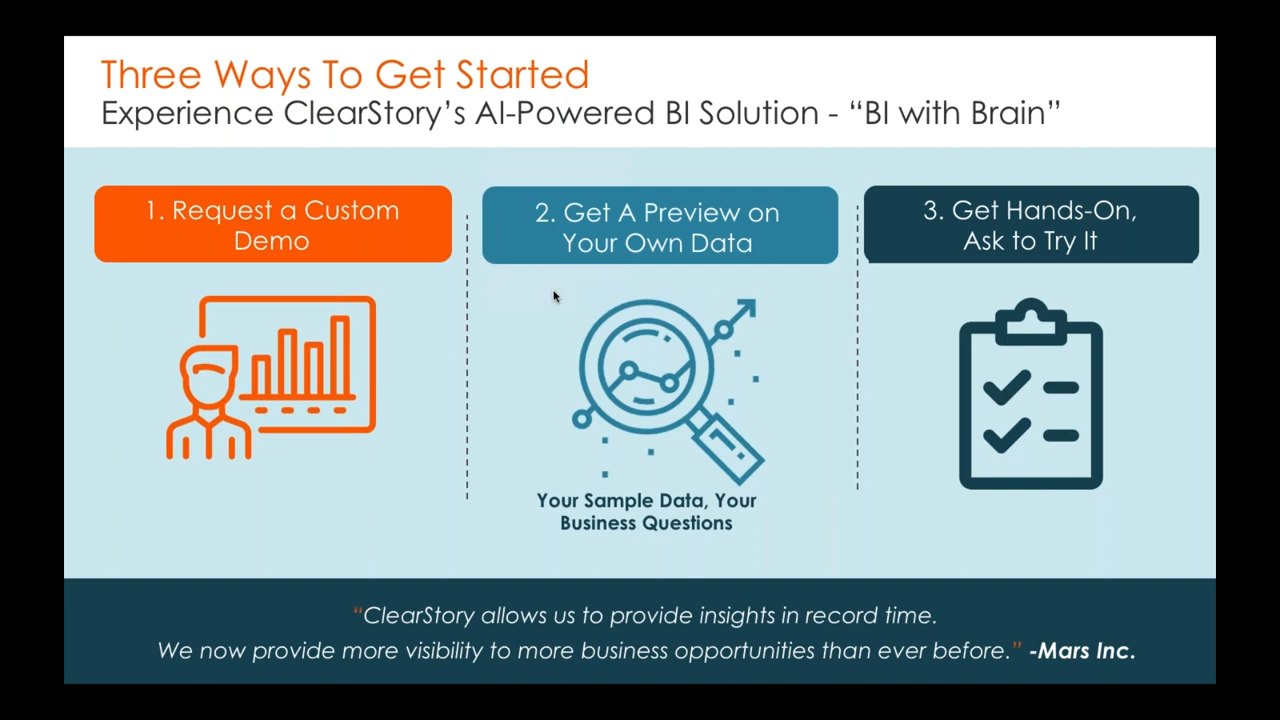 Three Ways To Get Started
Experience ClearStory’s AI-Powered BI Solution - “BI with Brain”
1. Request a Custom
Demo
2. Get A Preview on
Your Own Data
3. Get Hands-On,
Ask to Try It
Your Sample Data, Your
Business Questions
“ClearStory allows us to provide insights in record time.
We now provide more visibility to more business opportunities than ever before.” -Mars Inc.